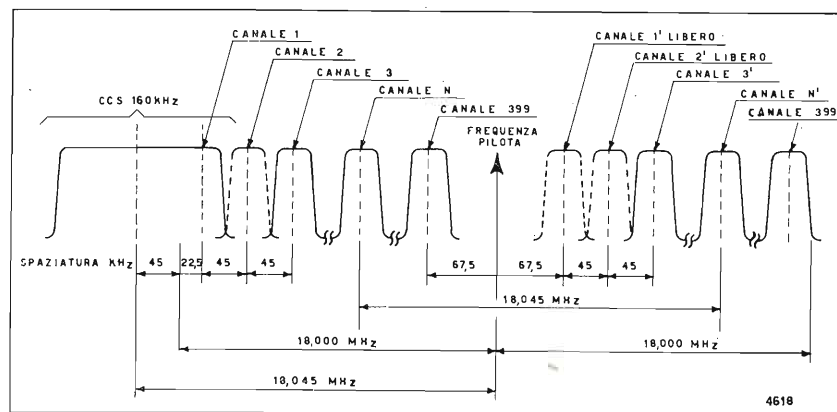 CANALE 1
CANALE 2
CANALE 3
CANALE N
CANALE 399
CCS 160KHz
FREQUENZA
PILOTA
CANALE 1' LIBERO
CANALE 2' LIBERO
CANALE 3'
CANALE N'
CANALE 399
SPAZIATURA KHz
45
22,5
45
45
67,5
67,5
45
45
18,045 MHz
18,000 MHz
18,000 MHz
18,045 MHz
4618